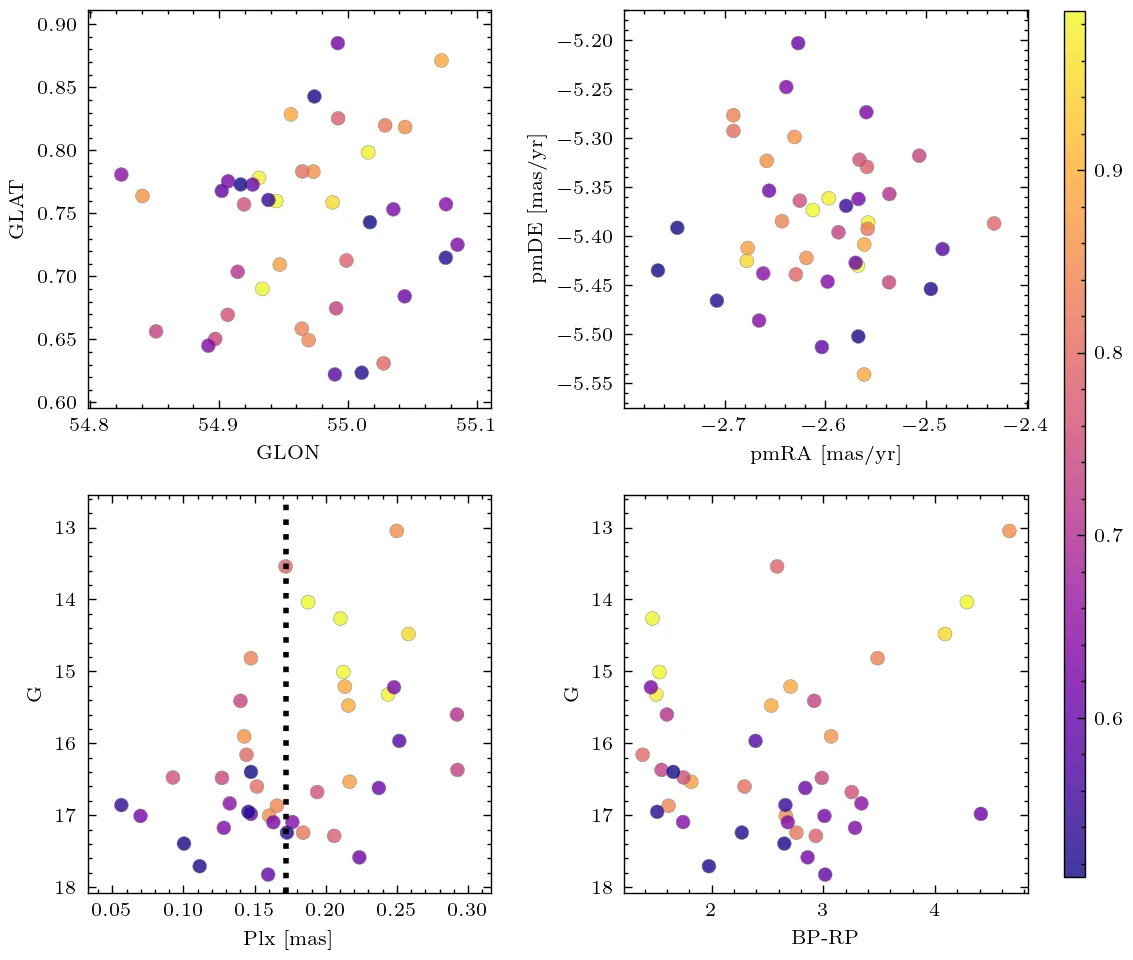 0.90
0.85
0.80
0.75
0.70
0.65
0.60
GLAT
54.8 54.9 55.0 55.1
GLON
−5.20
−5.25
−5.30
−5.35
−5.40
−5.45
−5.50
−5.55
pmDE [mas/yr]
−2.7 −2.6 −2.5 −2.4
pmRA [mas/yr]
13
14
15
16
17
18
G
0.05 0.10 0.15 0.20 0.25 0.30
Plx [mas]
13
14
15
16
17
18
G
2 3 4
BP-RP
0.9
0.8
0.7
0.6